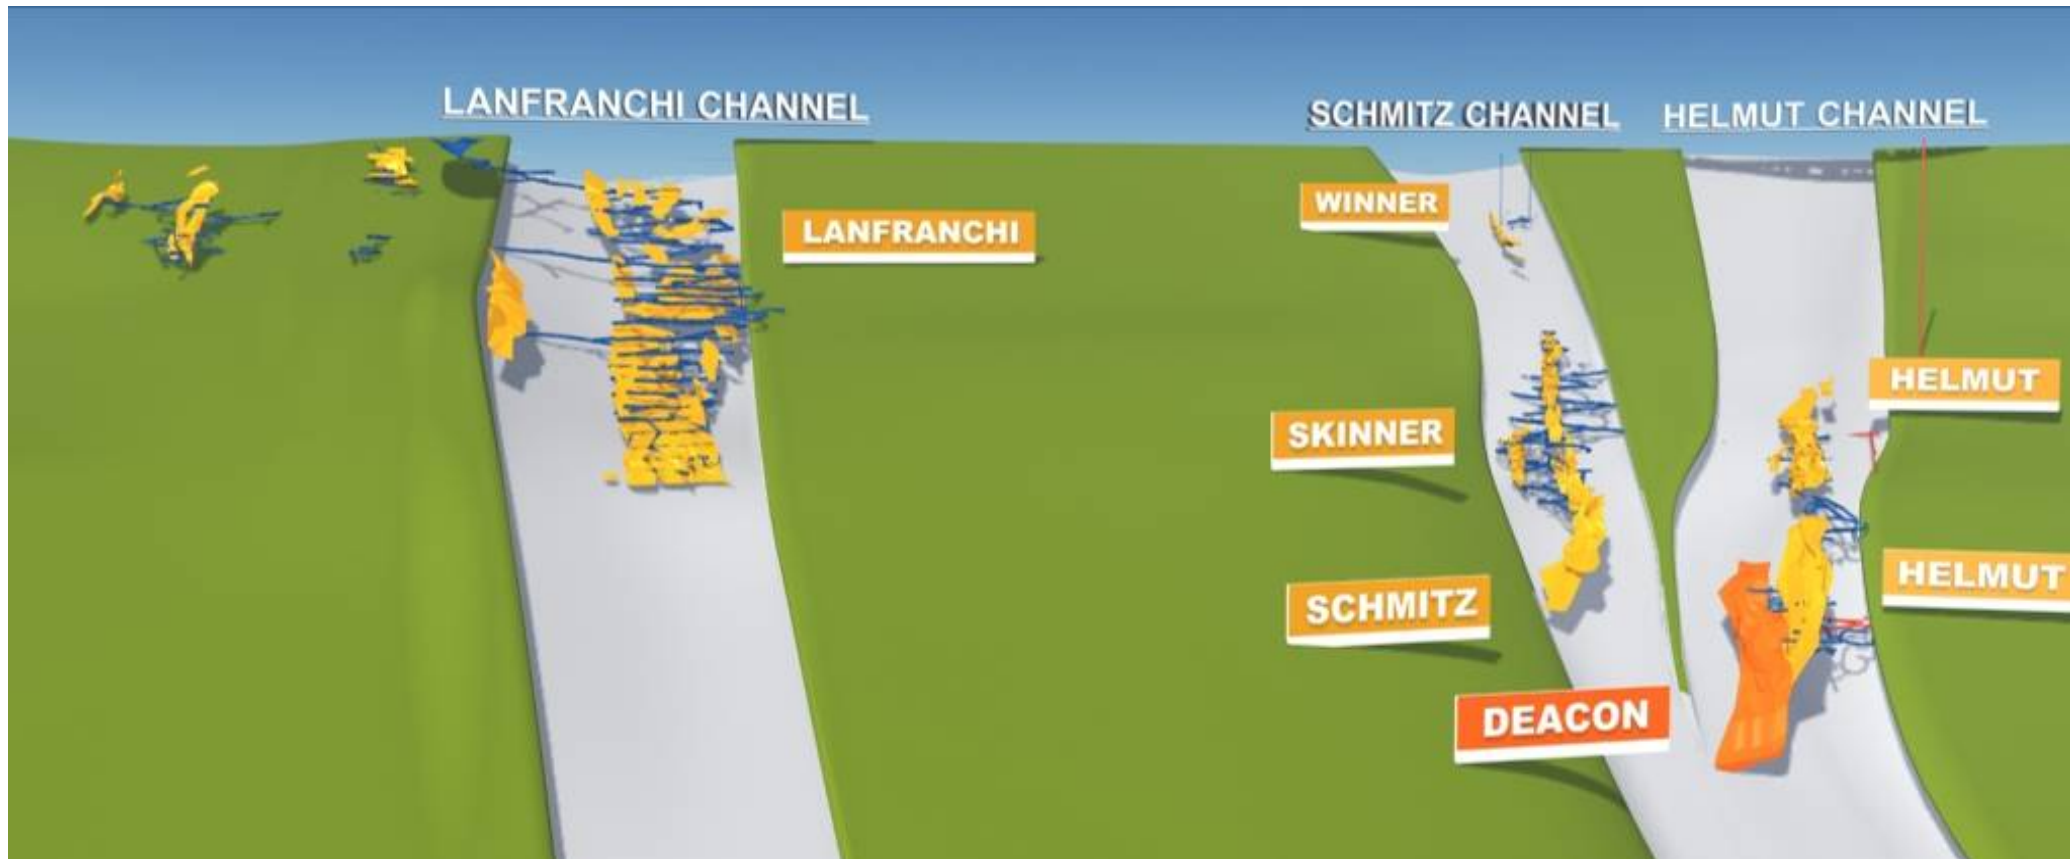 LANFRANCHI CHANNEL
SCHMITZ CHANNEL
HELMUT CHANNEL
WINNER
LANFRANCHI
HELMUT
SKINNER
HELMUT
SCHMITZ
DEACON